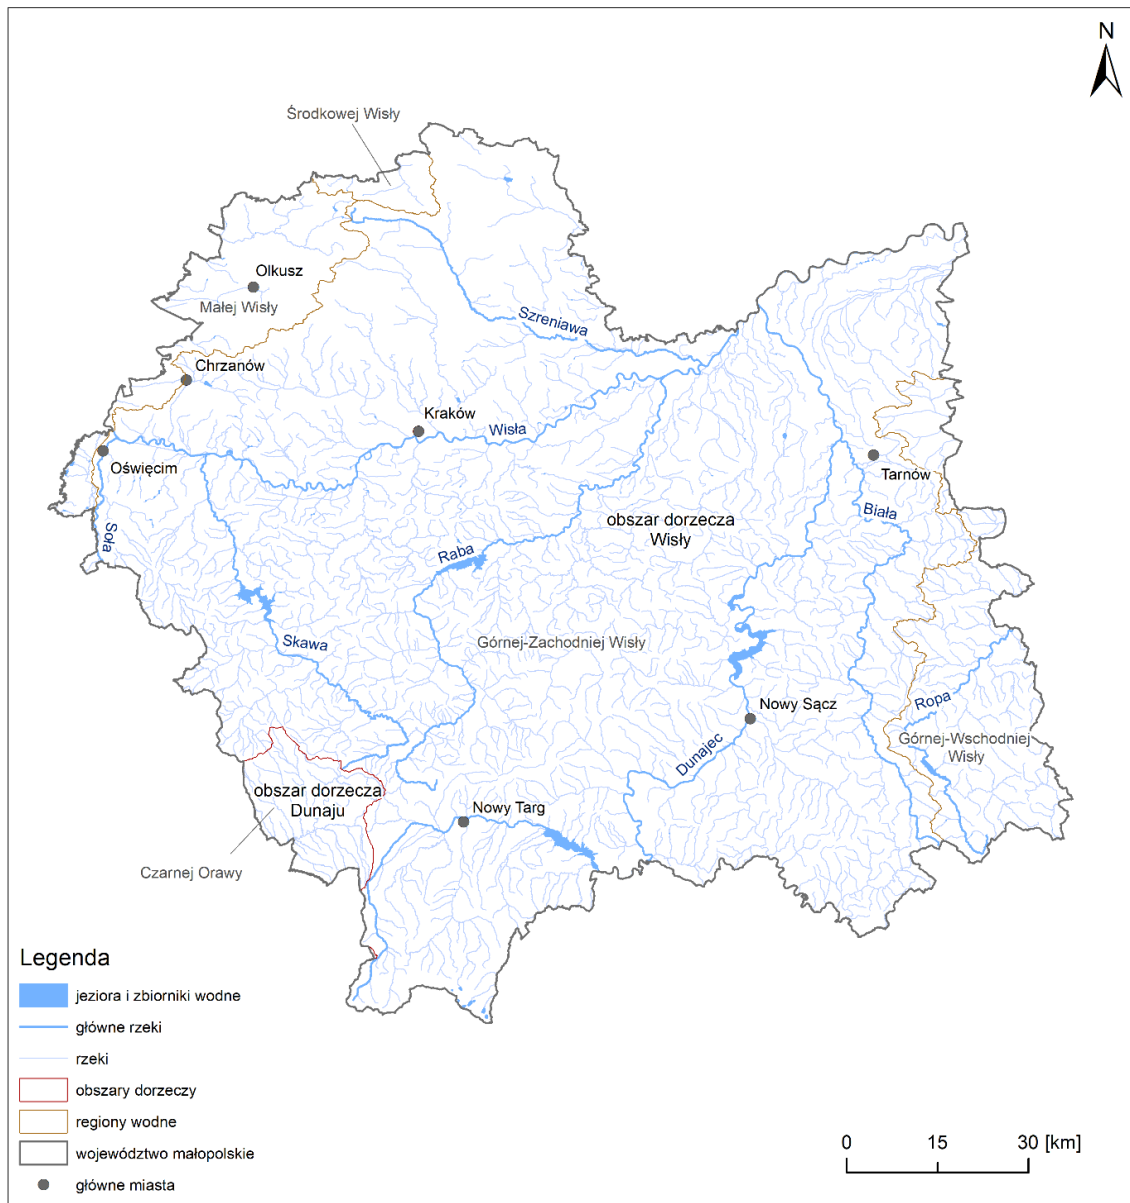 N
Środkowej Wisły
Olkusz
Małej Wisły
Szreniawa
Chrzanów
Kraków
Wisła
Oświęcim
Tarnów
Soła
Biała
obszar dorzecza
Wisły
Raba
Skawa
Górnej-Zachodniej Wisły
Ropa
Nowy Sącz
Górnej-Wschodniej
Wisły
Dunajec
obszar dorzecza
Dunaju
Nowy Targ
Czarnej Orawy
Legenda
jeziora i zbiorniki wodne
główne rzeki
rzeki
obszary dorzeczy
regiony wodne
województwo małopolskie
główne miasta
0 15 30 [km]